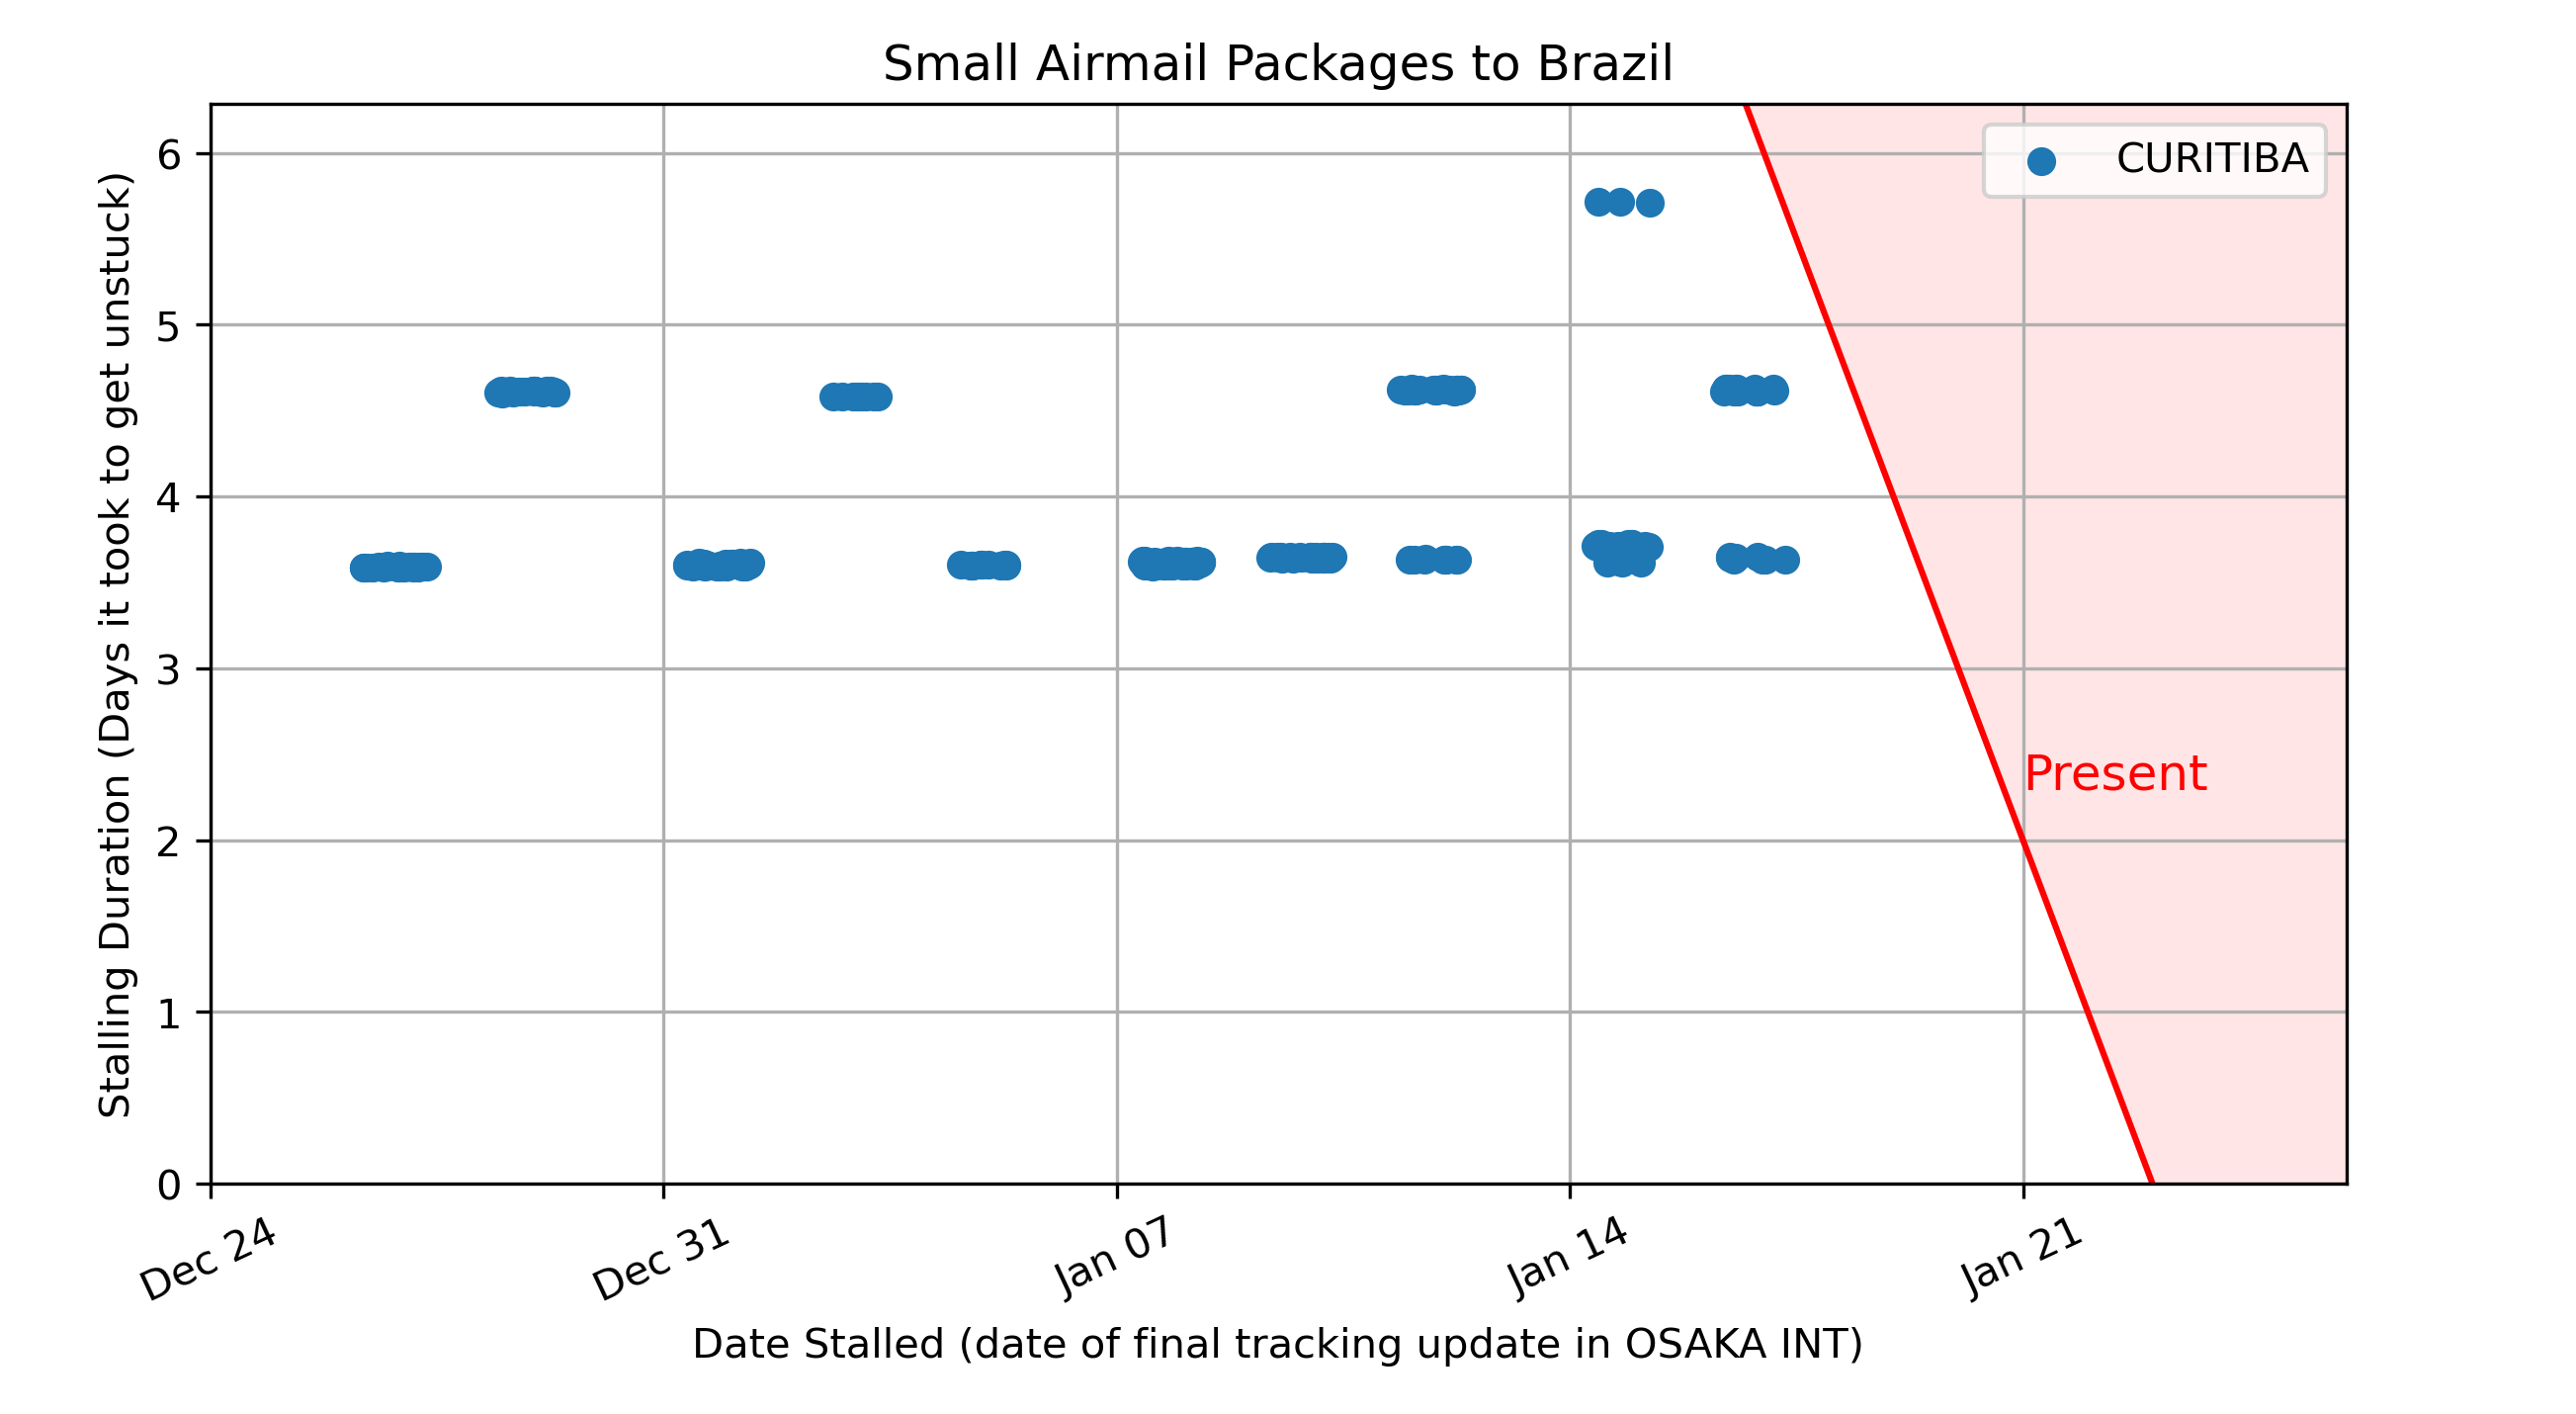 Small Airmail Packages to Brazil
CURITIBA
Stalling Duration (Days it took to get unstuck)
6
5
4
3
2
1
0
Present
Dec 24
Dec 31
Jan 07
Jan 14
Jan 21
Date Stalled (date of final tracking update in OSAKA INT)